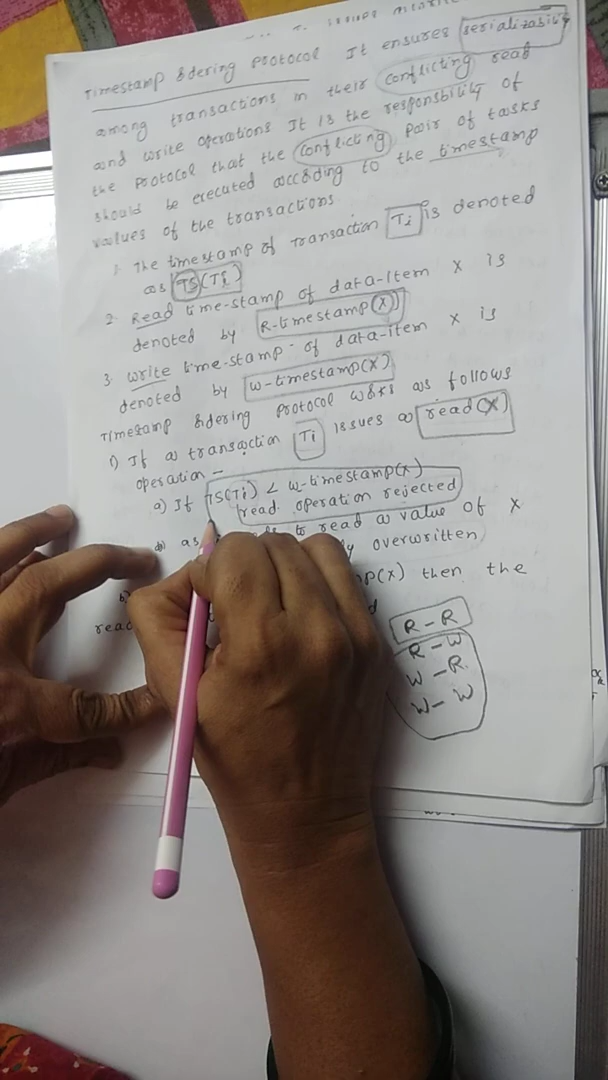 Timestamp Ordering Protocol It ensures serializability
among transactions in their conflicting read
and write operations It is the responsbility of
the protocol that the conflicting pair of tasks
should be executed according to the timestamp
values of the transactions
1. The timestamp of transaction Ti is denoted
as TS(Ti)
2. Read time-stamp of data-item X is
denoted by R-timestamp(X)
3. Write time-stamp of data-item X is
denoted by W-timestamp(X)
Timestamp Ordering protocol works as follows
1) If a transaction Ti issues a read(X)
operation -
a) If TS(Ti) < W-timestamp(X)
read operation rejected
as to read a value of X
overwritten
(X) then the
R - R
R - W
W - R
W - W